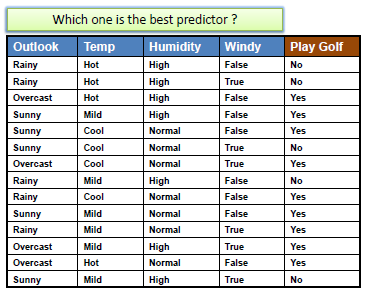 Which one is the best predictor ?
Outlook Temp Humidity Windy Play Golf
Rainy Hot High False No
Rainy Hot High True No
Overcast Hot High False Yes
Sunny Mild High False Yes
Sunny Cool Normal False Yes
Sunny Cool Normal True No
Overcast Cool Normal True Yes
Rainy Mild High False No
Rainy Cool Normal False Yes
Sunny Mild Normal False Yes
Rainy Mild Normal True Yes
Overcast Mild High True Yes
Overcast Hot Normal False Yes
Sunny Mild High True No